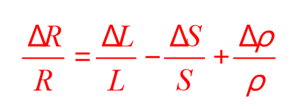 ΔR/R = ΔL/L − ΔS/S + Δρ/ρ